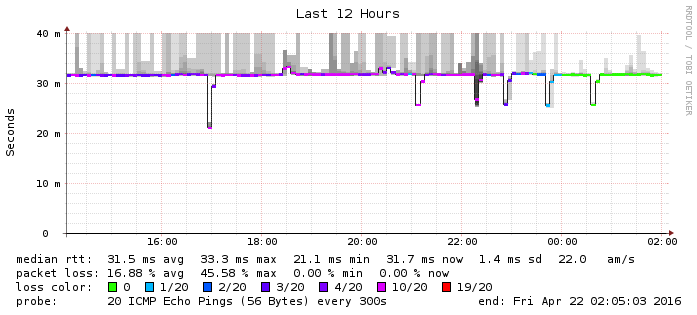 Last 12 Hours
RRDTOOL / TOBI OETIKER
Seconds
40 m
30 m
20 m
10 m
0
16:00 18:00 20:00 22:00 00:00 02:00
median rtt: 31.5 ms avg 33.3 ms max 21.1 ms min 31.7 ms now 1.4 ms sd 22.0 am/s
packet loss: 16.88 % avg 45.58 % max 0.00 % min 0.00 % now
loss color: 0 1/20 2/20 3/20 4/20 10/20 19/20
probe: 20 ICMP Echo Pings (56 Bytes) every 300s end: Fri Apr 22 02:05:03 2016